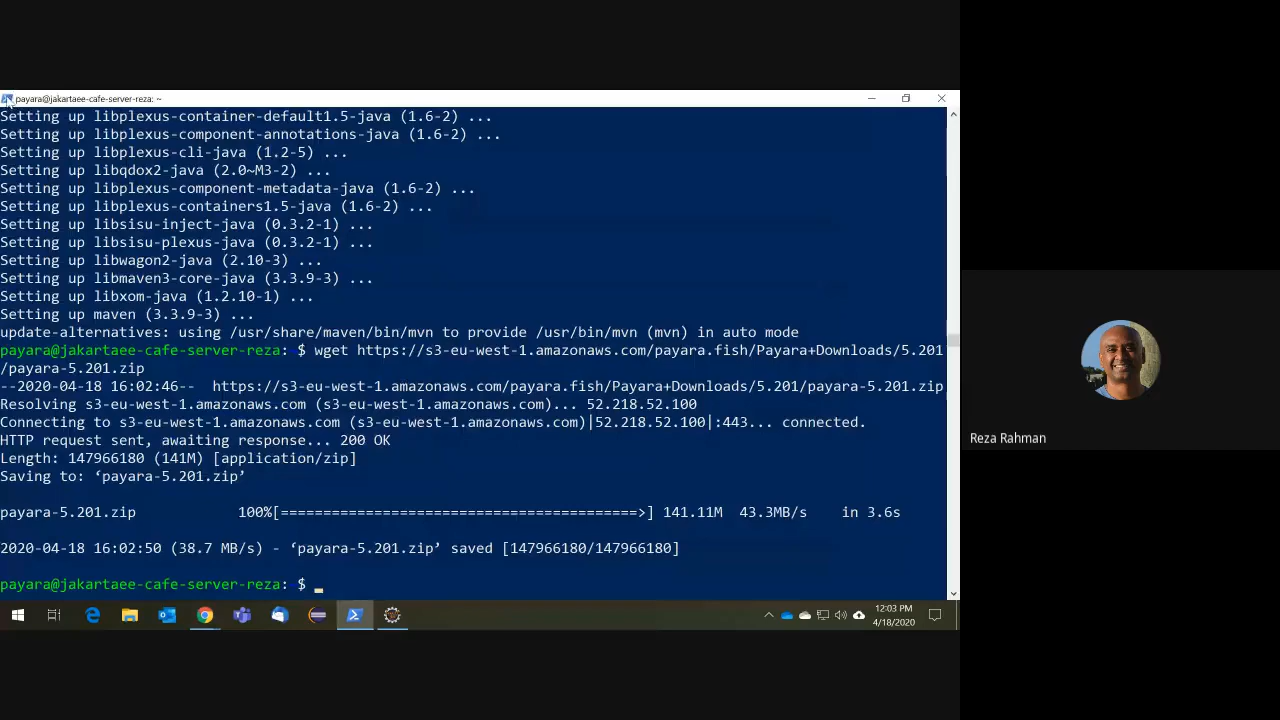 payara@jakartaee-cafe-server-reza: ~
Setting up libplexus-container-default1.5-java (1.6-2) ...
Setting up libplexus-component-annotations-java (1.6-2) ...
Setting up libplexus-cli-java (1.2-5) ...
Setting up libqdox2-java (2.0~M3-2) ...
Setting up libplexus-component-metadata-java (1.6-2) ...
Setting up libplexus-containers1.5-java (1.6-2) ...
Setting up libsisu-inject-java (0.3.2-1) ...
Setting up libsisu-plexus-java (0.3.2-1) ...
Setting up libwagon2-java (2.10-3) ...
Setting up libmaven3-core-java (3.3.9-3) ...
Setting up libxom-java (1.2.10-1) ...
Setting up maven (3.3.9-3) ...
update-alternatives: using /usr/share/maven/bin/mvn to provide /usr/bin/mvn (mvn) in auto mode
payara@jakartaee-cafe-server-reza: $ wget https://s3-eu-west-1.amazonaws.com/payara.fish/Payara+Downloads/5.201
/payara-5.201.zip
--2020-04-18 16:02:46--  https://s3-eu-west-1.amazonaws.com/payara.fish/Payara+Downloads/5.201/payara-5.201.zip
Resolving s3-eu-west-1.amazonaws.com (s3-eu-west-1.amazonaws.com)... 52.218.52.100
Connecting to s3-eu-west-1.amazonaws.com (s3-eu-west-1.amazonaws.com)|52.218.52.100|:443... connected.
HTTP request sent, awaiting response... 200 OK
Length: 147966180 (141M) [application/zip]
Saving to: ‘payara-5.201.zip’
payara-5.201.zip            100%[==========================================>] 141.11M  43.3MB/s    in 3.6s
2020-04-18 16:02:50 (38.7 MB/s) - ‘payara-5.201.zip’ saved [147966180/147966180]
payara@jakartaee-cafe-server-reza: $
12:03 PM
4/18/2020
Reza Rahman